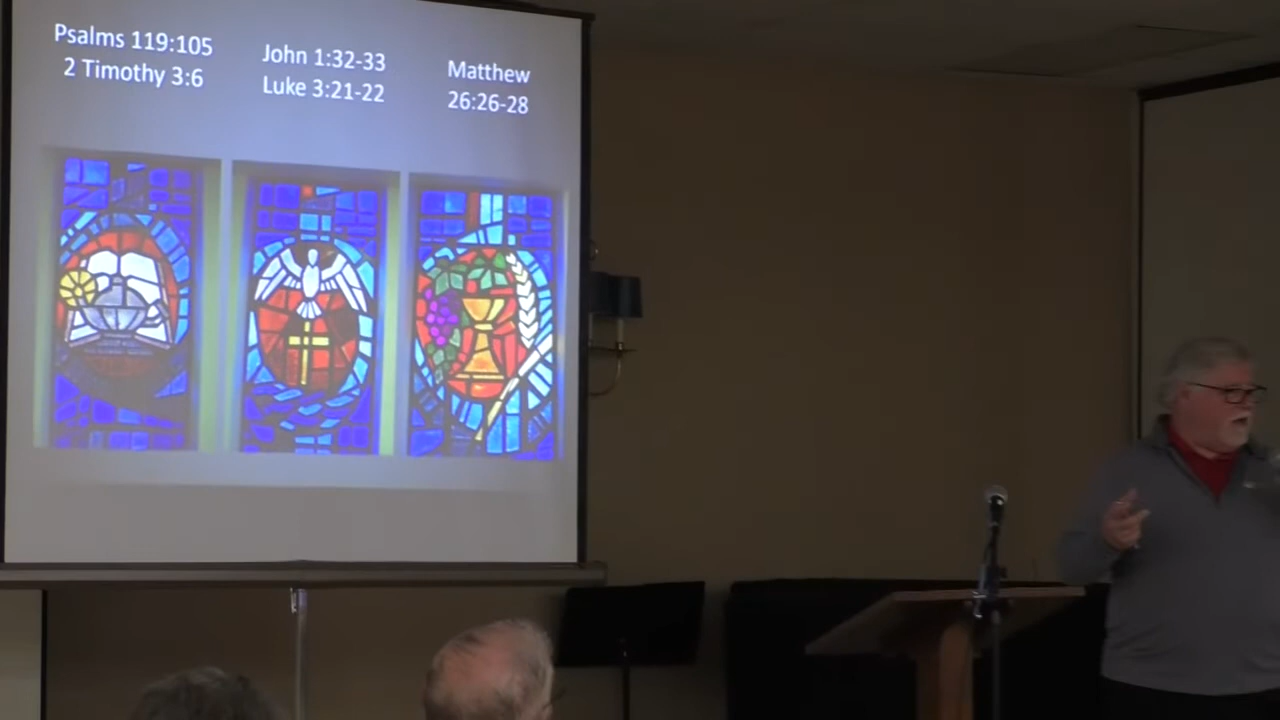 Psalms 119:105
2 Timothy 3:6
John 1:32-33
Luke 3:21-22
Matthew
26:26-28